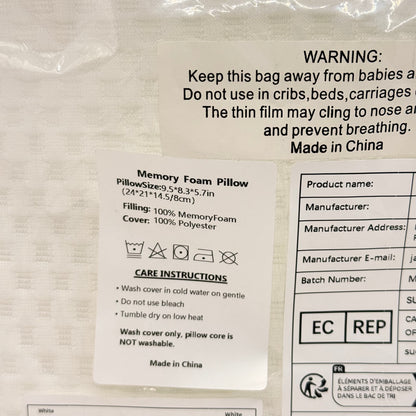 WARNING:
Keep this bag away from babies a
Do not use in cribs,beds,carriages
The thin film may cling to nose a
and prevent breathing.
Made in China
Memory Foam Pillow
PillowSize:9.5*8.3*5.7in
(24*21*14.5/8cm)
Filling: 100% MemoryFoam
Cover: 100% Polyester
CARE INSTRUCTIONS
• Wash cover in cold water on gentle
• Do not use bleach
• Tumble dry on low heat
Wash cover only, pillow core is
NOT washable.
Made in China
Product name:
Manufacturer:
Manufacturer Address:
Manufacturer E-mail: ja
Batch Number: M
EC REP
SU
CA
OF
SU
FR
ÉLÉMENTS D'EMBALLAGE
À SÉPARER ET À DÉPOSER
DANS LE BAC DE TRI
White
White